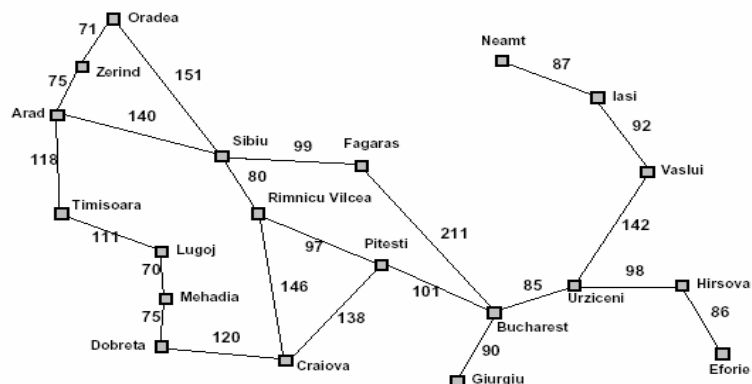 Oradea
71
Neamt
87
Zerind
151
75
Iasi
Arad
140
92
Sibiu
99
Fagaras
118
80
Vaslui
Rimnicu Vilcea
Timisoara
142
111
Lugoj
97
Pitesti
211
70
98
Hirsova
146
101
85
Urziceni
Mehadia
75
138
86
Bucharest
120
Dobreta
90
Craiova
Eforie
Giurgiu